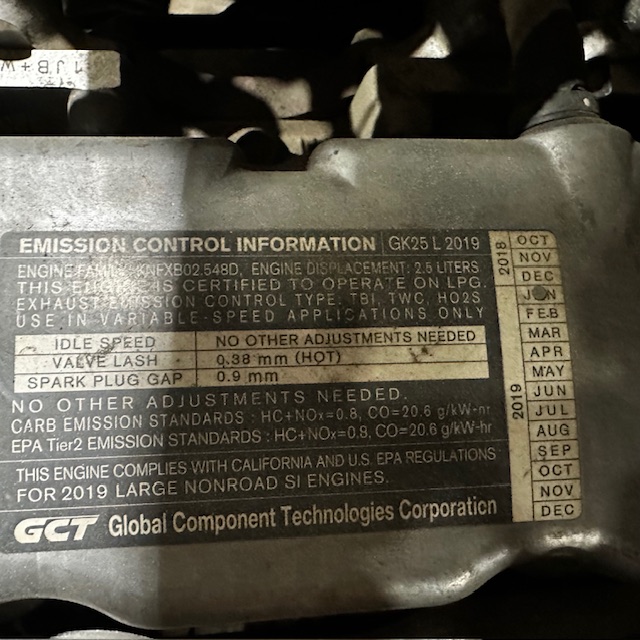 1JB+W
EMISSION CONTROL INFORMATION GK25 L 2019
ENGINE FAMILY: KNFXB02.548D, ENGINE DISPLACEMENT: 2.5 LITERS
THIS ENGINE IS CERTIFIED TO OPERATE ON LPG.
EXHAUST EMISSION CONTROL TYPE: TBI, TWC, HO2S
USE IN VARIABLE-SPEED APPLICATIONS ONLY
IDLE SPEED NO OTHER ADJUSTMENTS NEEDED
VALVE LASH 0.38 mm (HOT)
SPARK PLUG GAP 0.9 mm
NO OTHER ADJUSTMENTS NEEDED.
CARB EMISSION STANDARDS : HC+NOx=0.8, CO=20.6 g/kW-hr
EPA Tier2 EMISSION STANDARDS : HC+NOx=0.8, CO=20.6 g/kW-hr
THIS ENGINE COMPLIES WITH CALIFORNIA AND U.S. EPA REGULATIONS
FOR 2019 LARGE NONROAD SI ENGINES.
GCT Global Component Technologies Corporation
2018
OCT
NOV
DEC
2019
JAN
FEB
MAR
APR
MAY
JUN
JUL
AUG
SEP
OCT
NOV
DEC